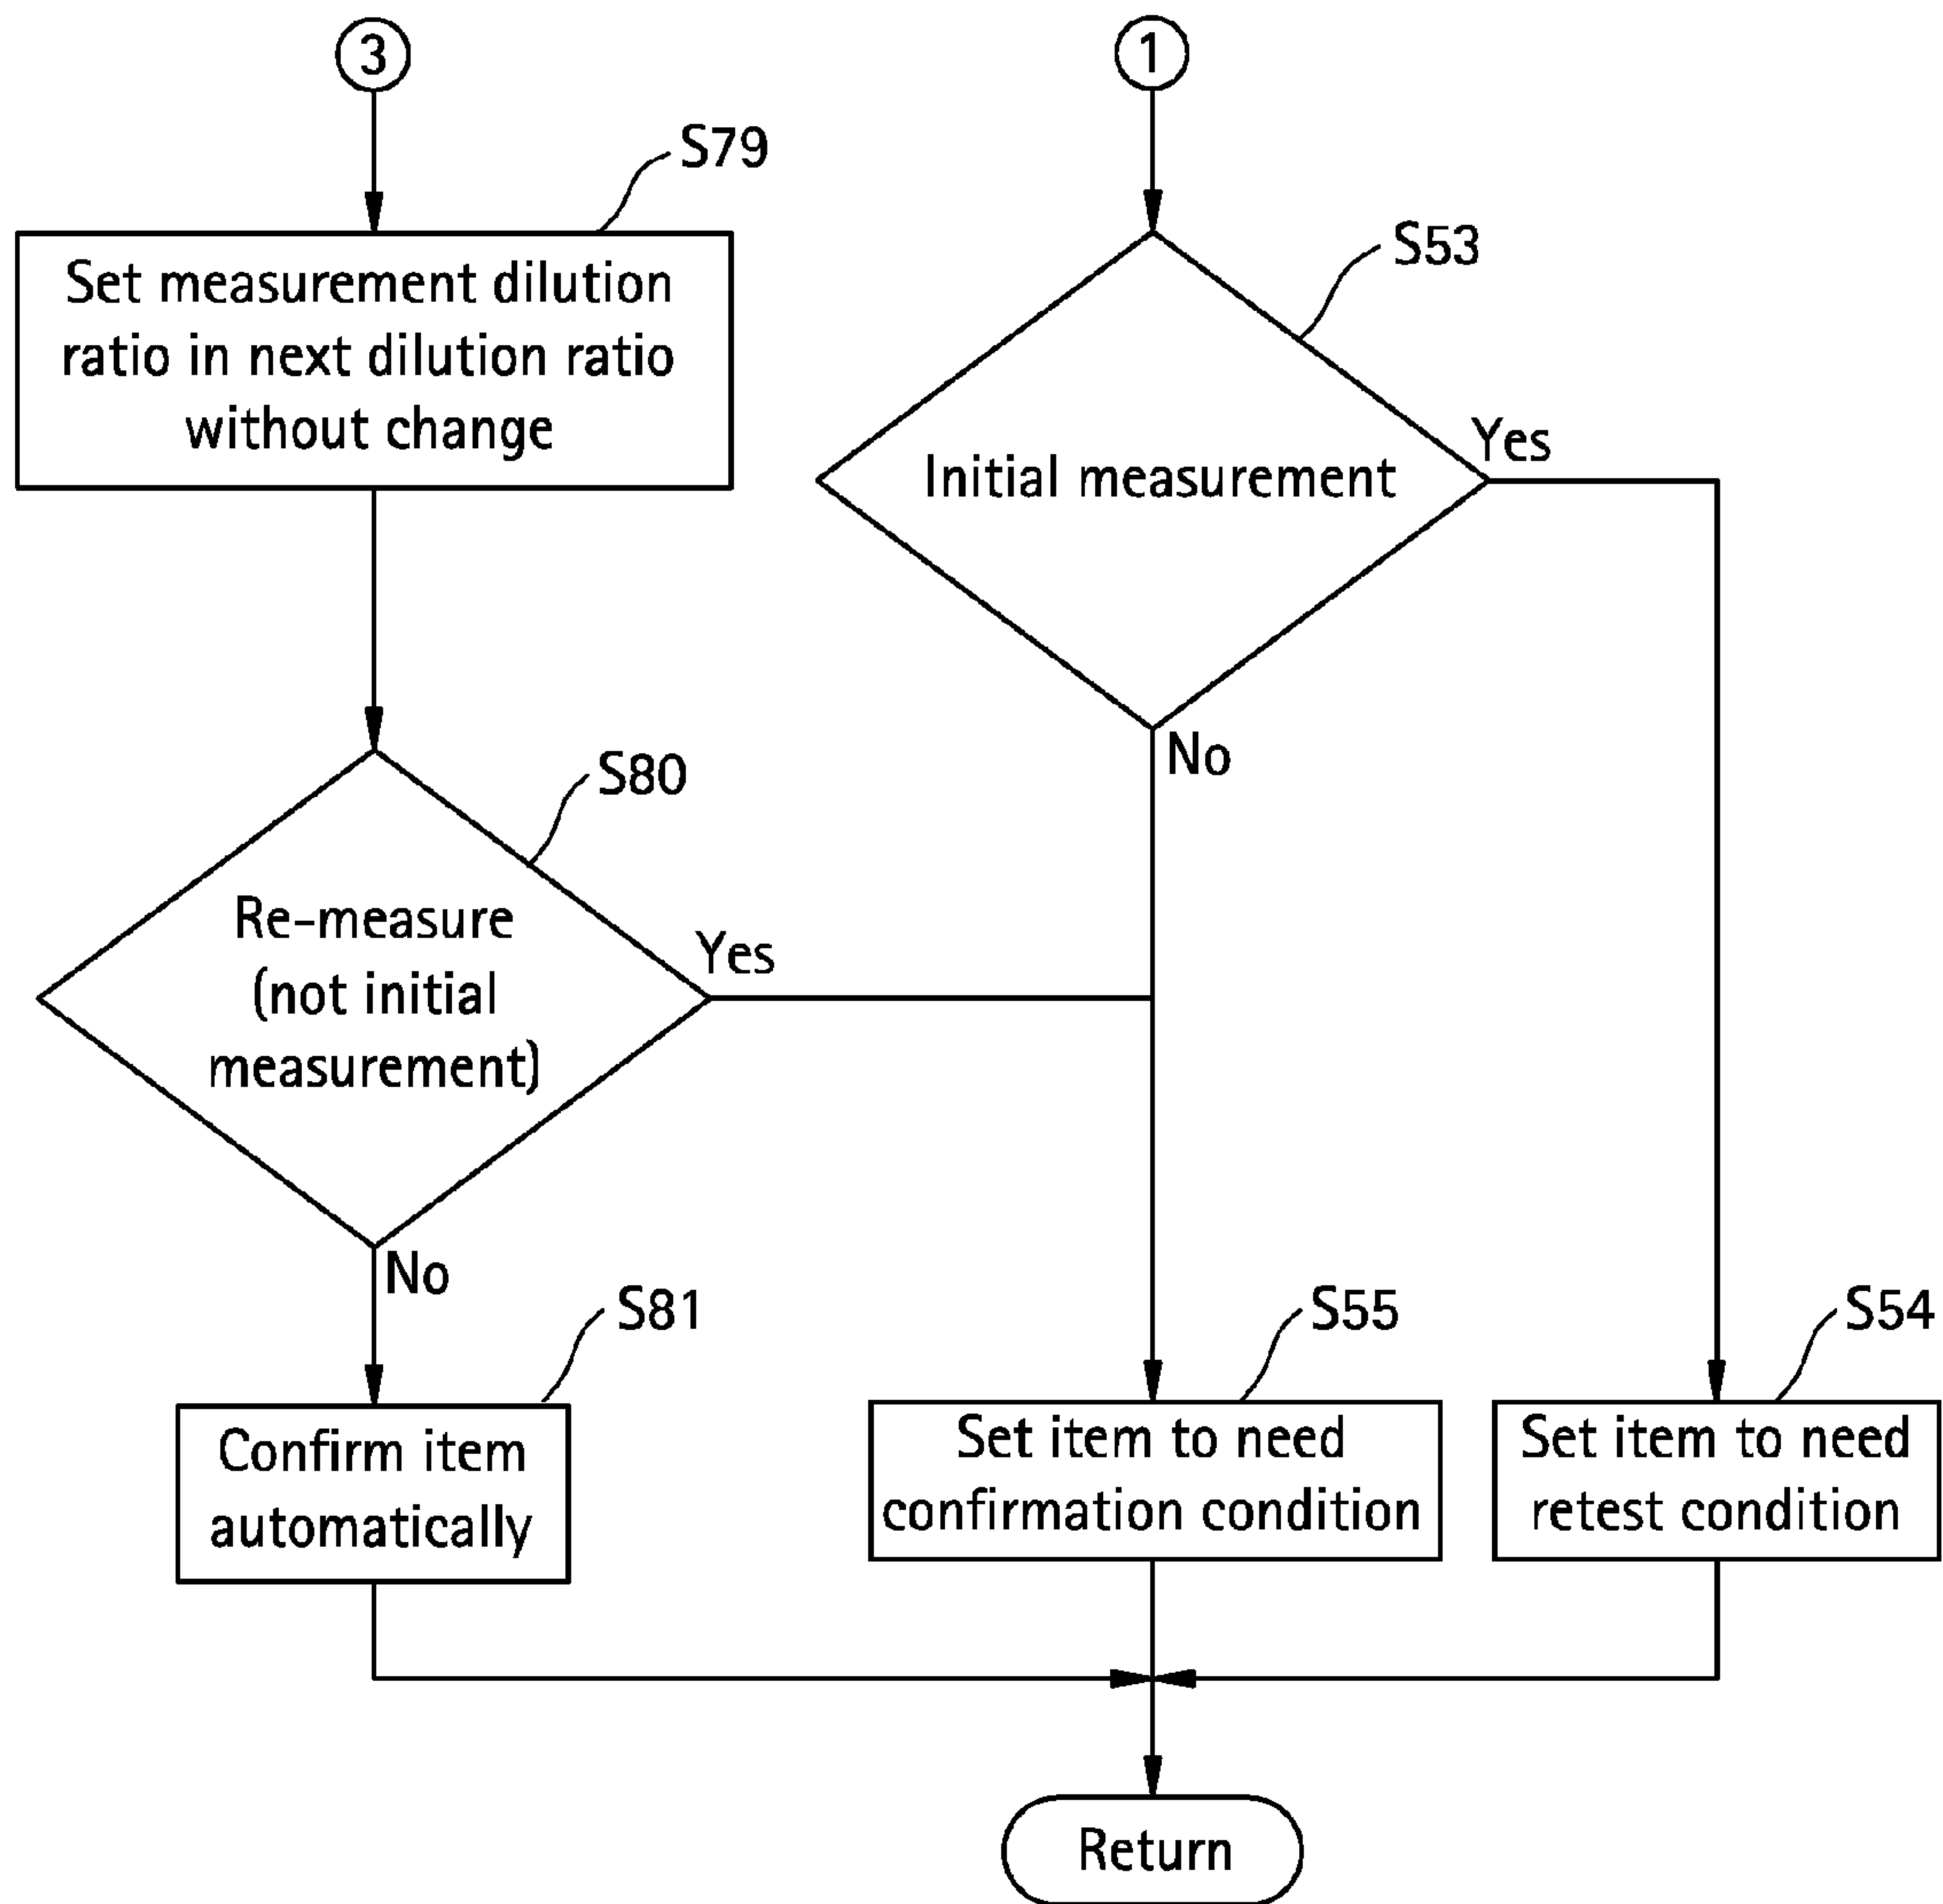 3
1
S79
Set measurement dilution
ratio in next dilution ratio
without change
S53
Initial measurement
Yes
No
S80
Re-measure
(not initial
measurement)
Yes
No
S81
Confirm item
automatically
S55
Set item to need
confirmation condition
S54
Set item to need
retest condition
Return